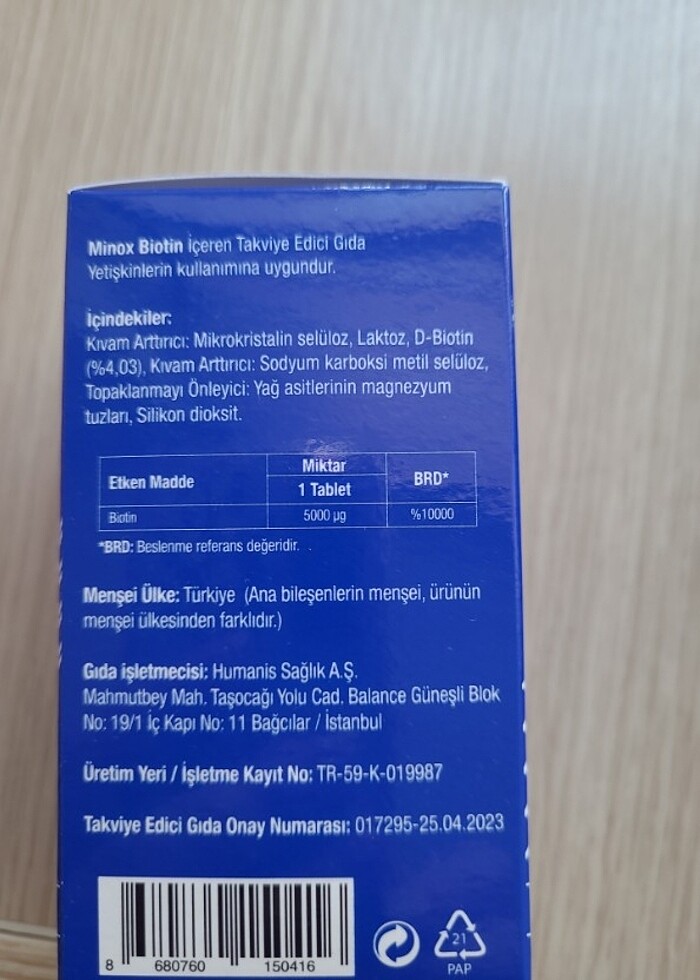 Minox Biotin İçeren Takviye Edici Gıda
Yetişkinlerin kullanımına uygundur.
İçindekiler:
Kıvam Arttırıcı: Mikrokristalin selüloz, Laktoz, D-Biotin
(%4,03), Kıvam Arttırıcı: Sodyum karboksi metil selüloz,
Topaklanmayı Önleyici: Yağ asitlerinin magnezyum
tuzları, Silikon dioksit.
Etken Madde
Miktar
1 Tablet
BRD*
Biotin 5000 µg %10000
*BRD: Beslenme referans değeridir.
Menşei Ülke: Türkiye (Ana bileşenlerin menşei, ürünün
menşei ülkesinden farklıdır.)
Gıda işletmecisi: Humanis Sağlık A.Ş.
Mahmutbey Mah. Taşocağı Yolu Cad. Balance Güneşli Blok
No: 19/1 İç Kapı No: 11 Bağcılar / İstanbul
Üretim Yeri / İşletme Kayıt No: TR-59-K-019987
Takviye Edici Gıda Onay Numarası: 017295-25.04.2023
8 680760 150416
21
PAP